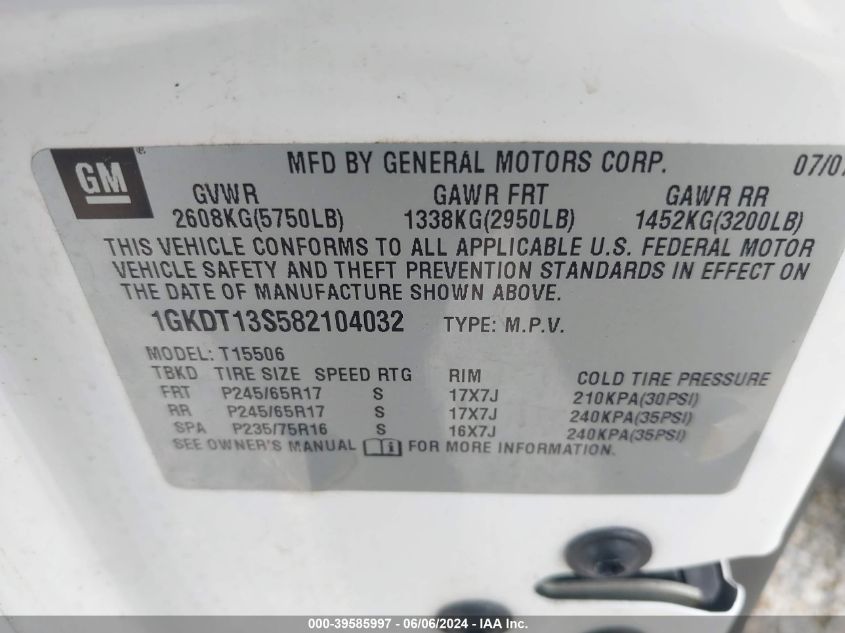 GM® MFD BY GENERAL MOTORS CORP. 07/07
GVWR GAWR FRT GAWR RR
2608KG(5750LB) 1338KG(2950LB) 1452KG(3200LB)
THIS VEHICLE CONFORMS TO ALL APPLICABLE U.S. FEDERAL MOTOR
VEHICLE SAFETY AND THEFT PREVENTION STANDARDS IN EFFECT ON
THE DATE OF MANUFACTURE SHOWN ABOVE.
1GKDT13S582104032 TYPE: M.P.V.
MODEL: T15506
TBKD TIRE SIZE SPEED RTG RIM COLD TIRE PRESSURE
FRT P245/65R17 S 17X7J 210KPA(30PSI)
RR P245/65R17 S 17X7J 240KPA(35PSI)
SPA P235/75R16 S 16X7J 240KPA(35PSI)
SEE OWNER'S MANUAL FOR MORE INFORMATION.
000-39585997 - 06/06/2024 - IAA Inc.